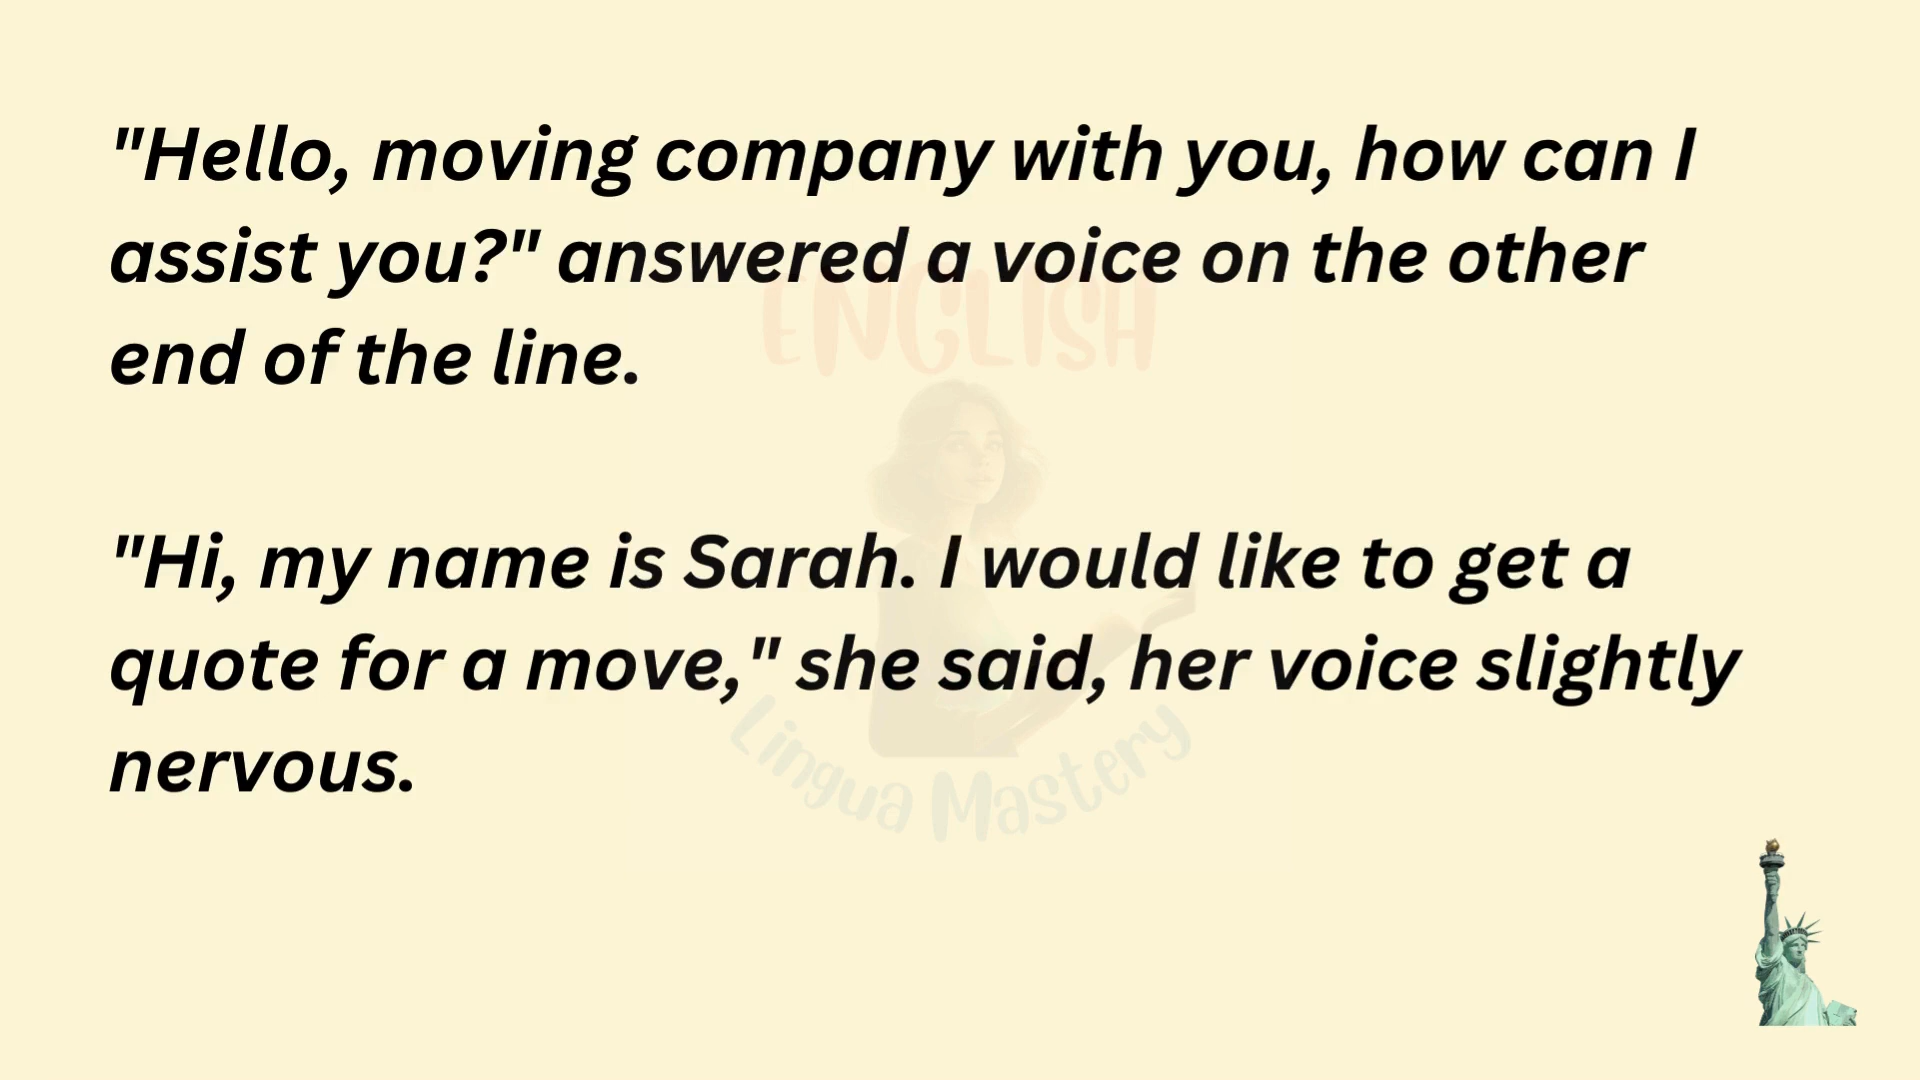 "Hello, moving company with you, how can I
assist you?" answered a voice on the other
end of the line.
"Hi, my name is Sarah. I would like to get a
quote for a move," she said, her voice slightly
nervous.
ENGLISH
Lingua Mastery